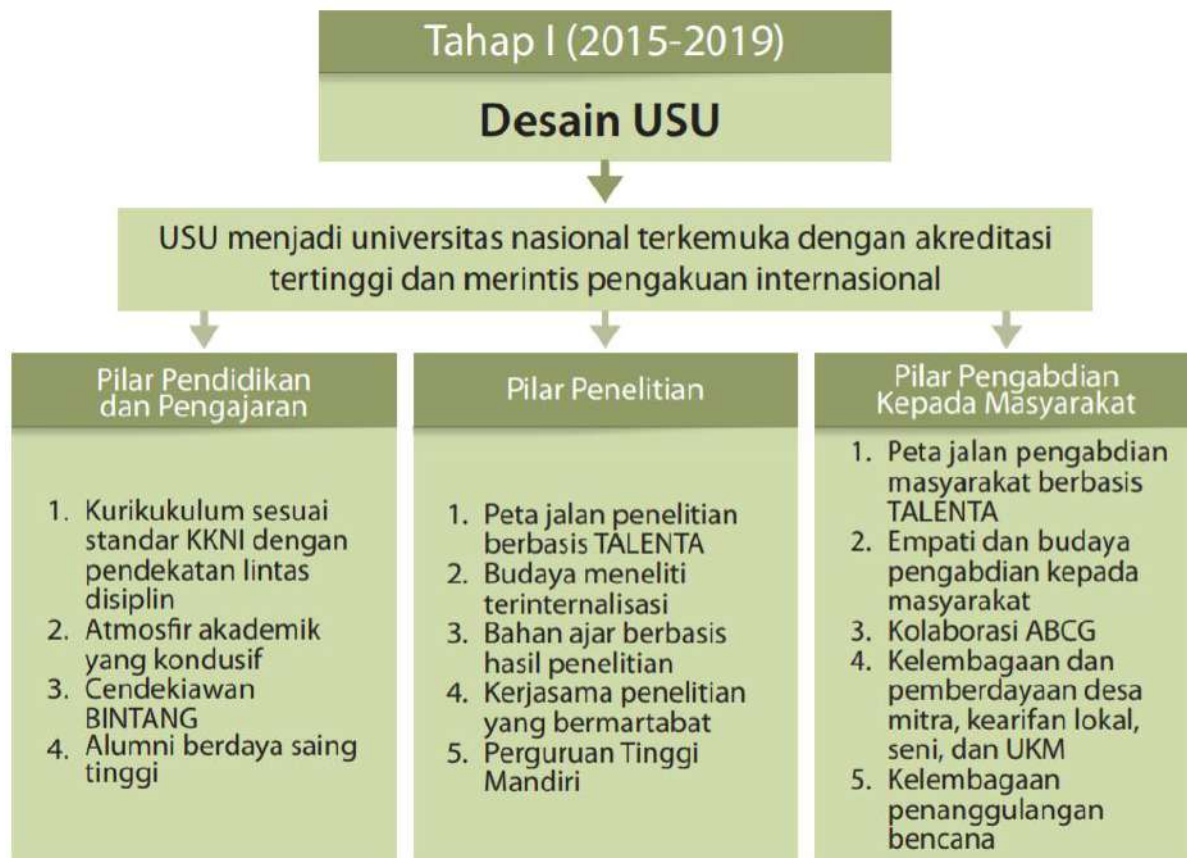 Tahap I (2015-2019)
Desain USU
USU menjadi universitas nasional terkemuka dengan akreditasi
tertinggi dan merintis pengakuan internasional
Pilar Pendidikan
dan Pengajaran
1. Kurikukulum sesuai
standar KKNI dengan
pendekatan lintas
disiplin
2. Atmosfir akademik
yang kondusif
3. Cendekiawan
BINTANG
4. Alumni berdaya saing
tinggi
Pilar Penelitian
1. Peta jalan penelitian
berbasis TALENTA
2. Budaya meneliti
terinternalisasi
3. Bahan ajar berbasis
hasil penelitian
4. Kerjasama penelitian
yang bermartabat
5. Perguruan Tinggi
Mandiri
Pilar Pengabdian
Kepada Masyarakat
1. Peta jalan pengabdian
masyarakat berbasis
TALENTA
2. Empati dan budaya
pengabdian kepada
masyarakat
3. Kolaborasi ABCG
4. Kelembagaan dan
pemberdayaan desa
mitra, kearifan lokal,
seni, dan UKM
5. Kelembagaan
penanggulangan
bencana